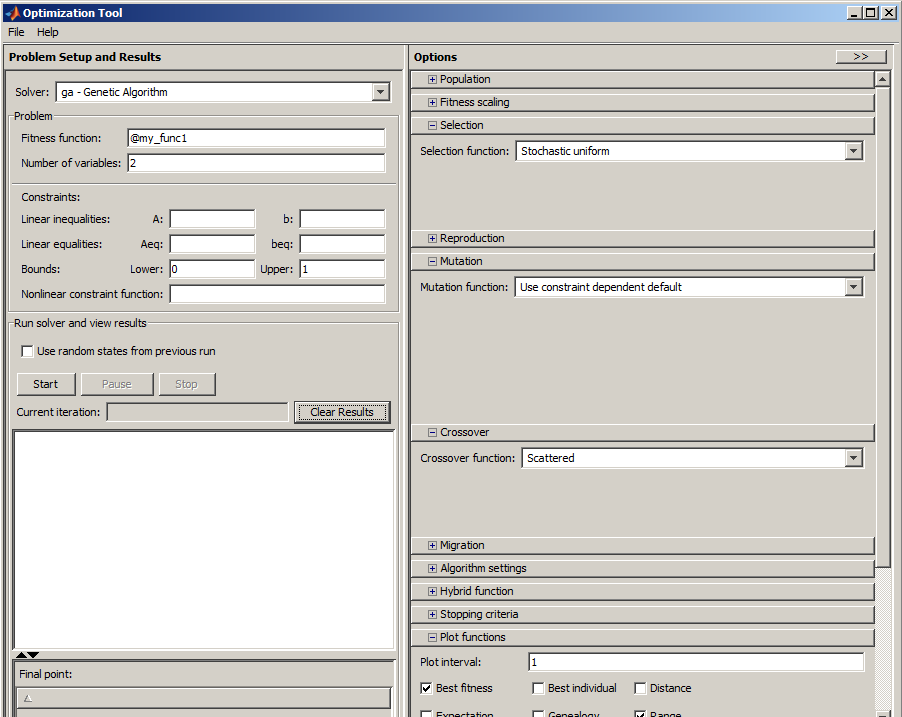 Optimization Tool
File Help
Problem Setup and Results
Solver: ga - Genetic Algorithm
Problem
Fitness function: @my_func1
Number of variables: 2
Constraints:
Linear inequalities: A: b:
Linear equalities: Aeq: beq:
Bounds: Lower: 0 Upper: 1
Nonlinear constraint function:
Run solver and view results
Use random states from previous run
Start Pause Stop
Current iteration: Clear Results
Final point:
Options >>
Population
Fitness scaling
Selection
Selection function: Stochastic uniform
Reproduction
Mutation
Mutation function: Use constraint dependent default
Crossover
Crossover function: Scattered
Migration
Algorithm settings
Hybrid function
Stopping criteria
Plot functions
Plot interval: 1
Best fitness Best individual Distance
Expectation Genealogy Range